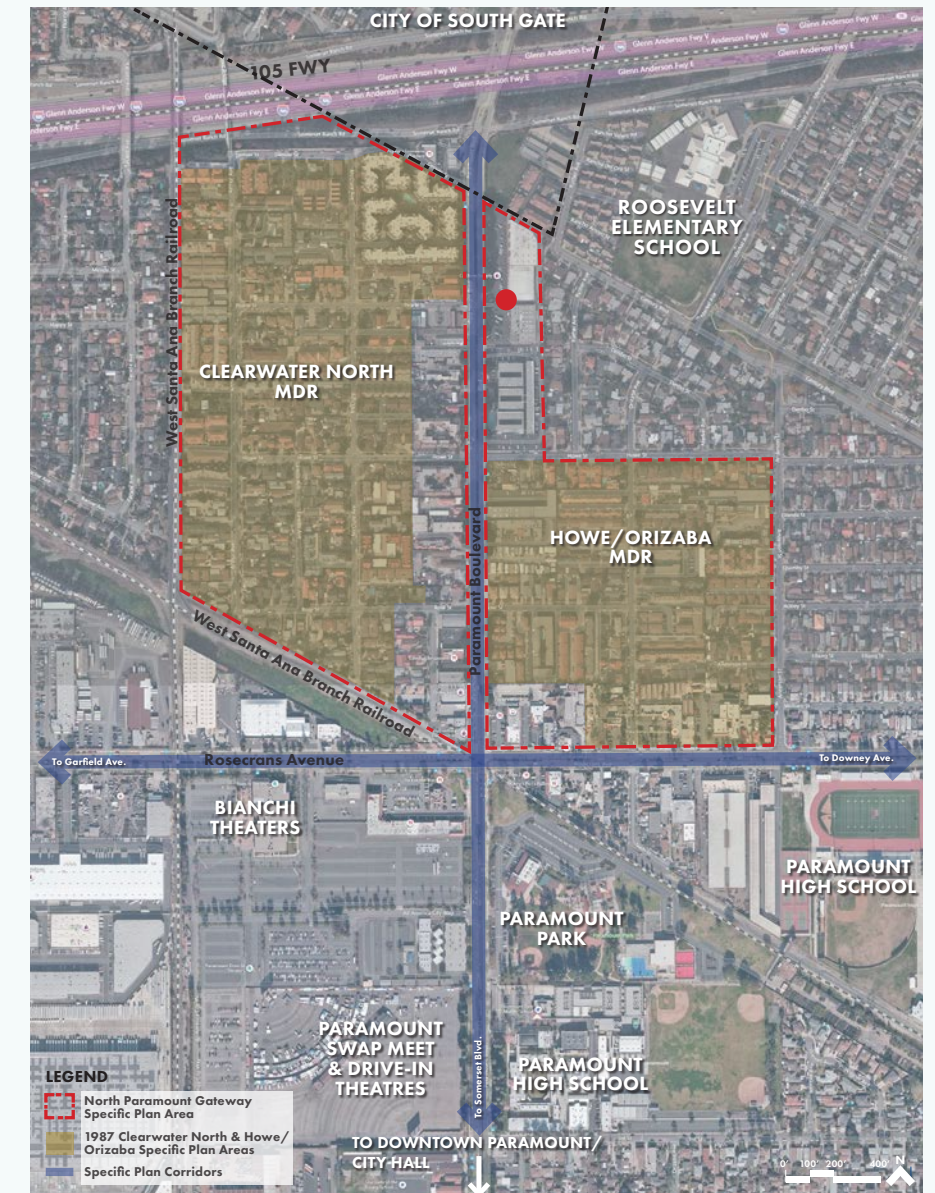 CITY OF SOUTH GATE
105 FWY
Glenn Anderson Fwy W
Glenn Anderson Fwy E
ROOSEVELT
ELEMENTARY
SCHOOL
West Santa Ana Branch Railroad
CLEARWATER NORTH
MDR
Paramount Boulevard
HOWE/ORIZABA
MDR
West Santa Ana Branch Railroad
To Garfield Ave.
Rosecrans Avenue
To Downey Ave.
BIANCHI
THEATERS
PARAMOUNT
HIGH SCHOOL
PARAMOUNT
PARK
PARAMOUNT
SWAP MEET
& DRIVE-IN
THEATRES
To Somerset Blvd.
PARAMOUNT
HIGH SCHOOL
LEGEND
North Paramount Gateway
Specific Plan Area
1987 Clearwater North & Howe/
Orizaba Specific Plan Areas
Specific Plan Corridors
TO DOWNTOWN PARAMOUNT/
CITY HALL
0' 100' 200' 400'
N